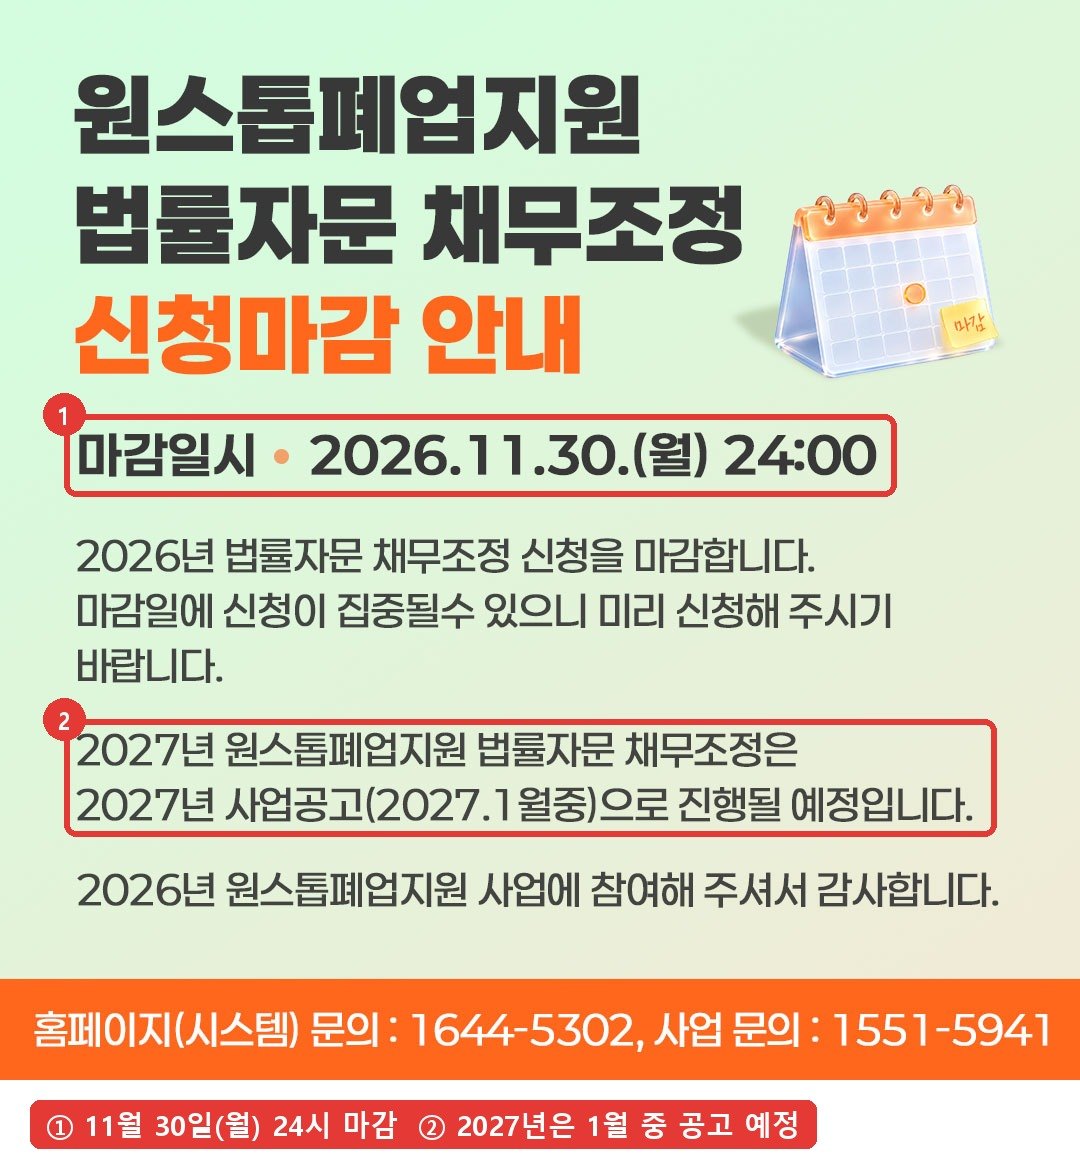 원스톱폐업지원
법률자문 채무조정
신청마감 안내
마감
1
마감일시 • 2026.11.30.(월) 24:00
2026년 법률자문 채무조정 신청을 마감합니다.
마감일에 신청이 집중될수 있으니 미리 신청해 주시기
바랍니다.
2
2027년 원스톱폐업지원 법률자문 채무조정은
2027년 사업공고(2027.1월중)으로 진행될 예정입니다.
2026년 원스톱폐업지원 사업에 참여해 주셔서 감사합니다.
홈페이지(시스템) 문의 : 1644-5302, 사업 문의 : 1551-5941
① 11월 30일(월) 24시 마감 ② 2027년은 1월 중 공고 예정